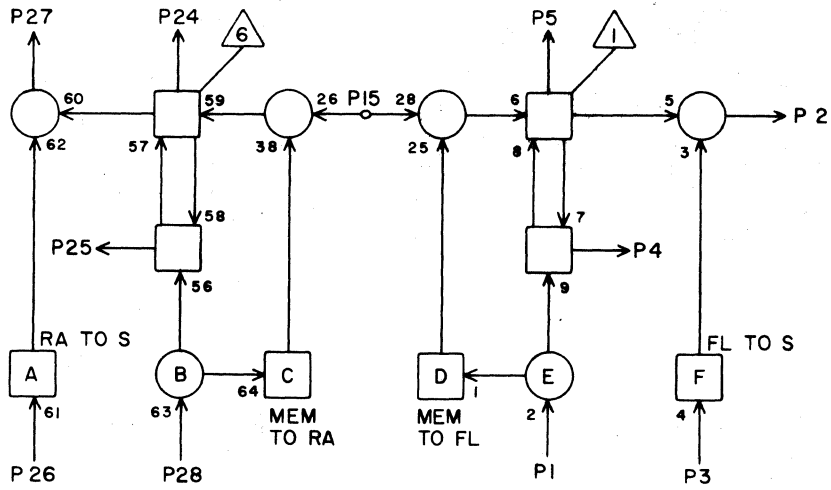 P27 P24 6 P5 1
60 59 26 P15 28 6 5 P 2
62 57 38 25 8 3
58 7
P25 P4
56 9
RA TO S FL TO S
A B C D E F
64 1
61 63 MEM MEM 2 4
TO RA TO FL
P26 P28 P1 P3